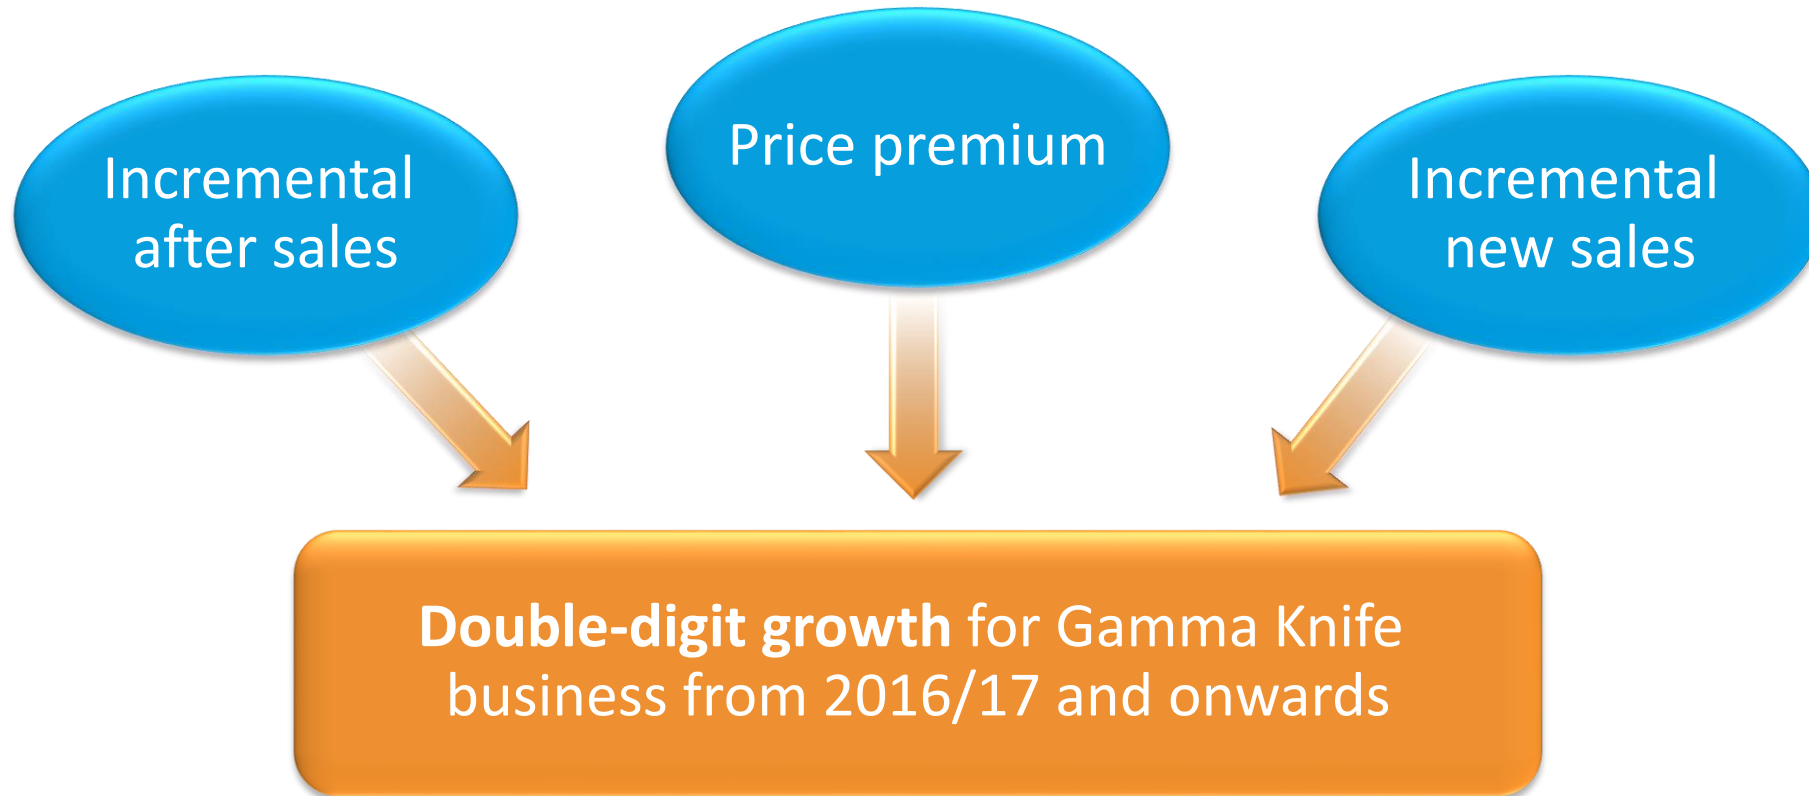 Incremental
after sales
Price premium
Incremental
new sales
Double-digit growth for Gamma Knife
business from 2016/17 and onwards